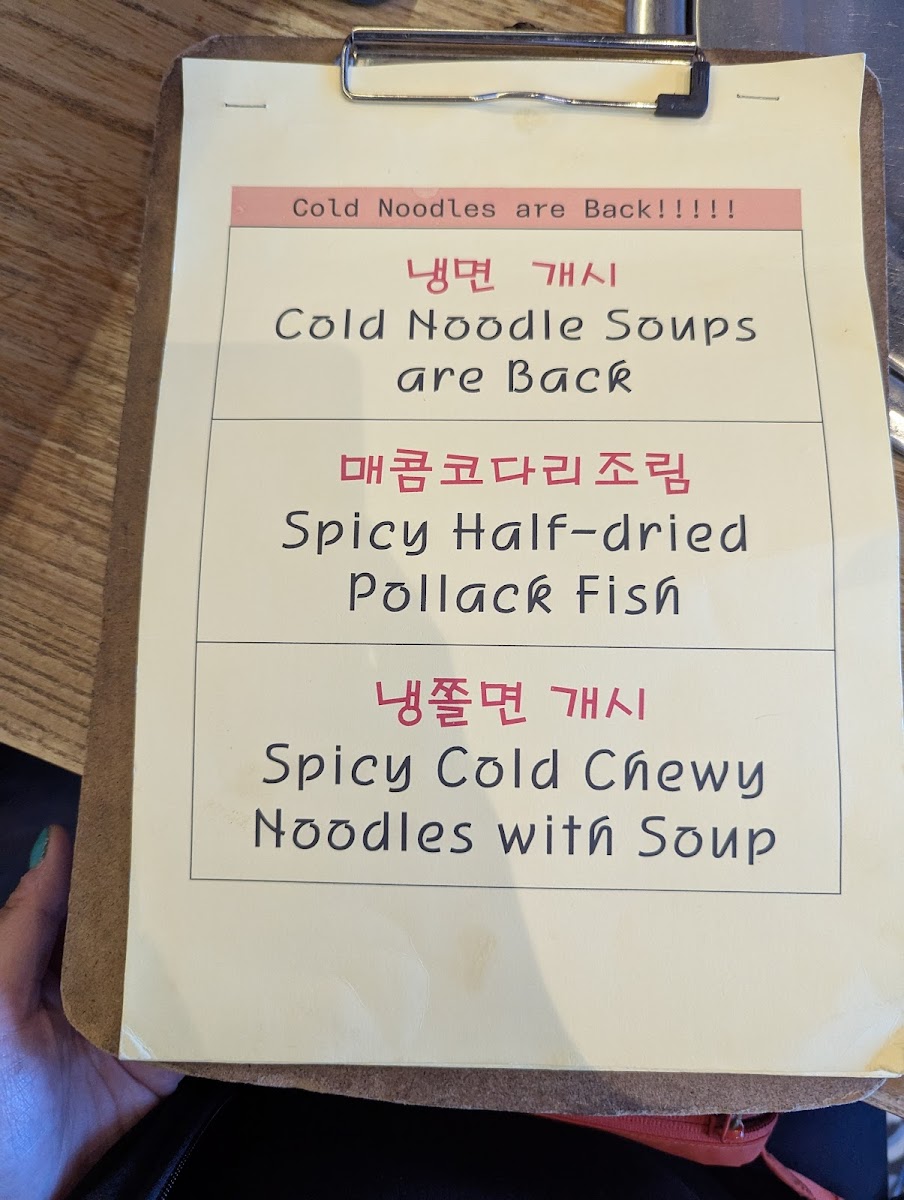 Cold Noodles are Back!!!!!
냉면 개시
Cold Noodle Soups
are Back
매콤코다리조림
Spicy Half-dried
Pollack Fish
냉쫄면 개시
Spicy Cold Chewy
Noodles with Soup